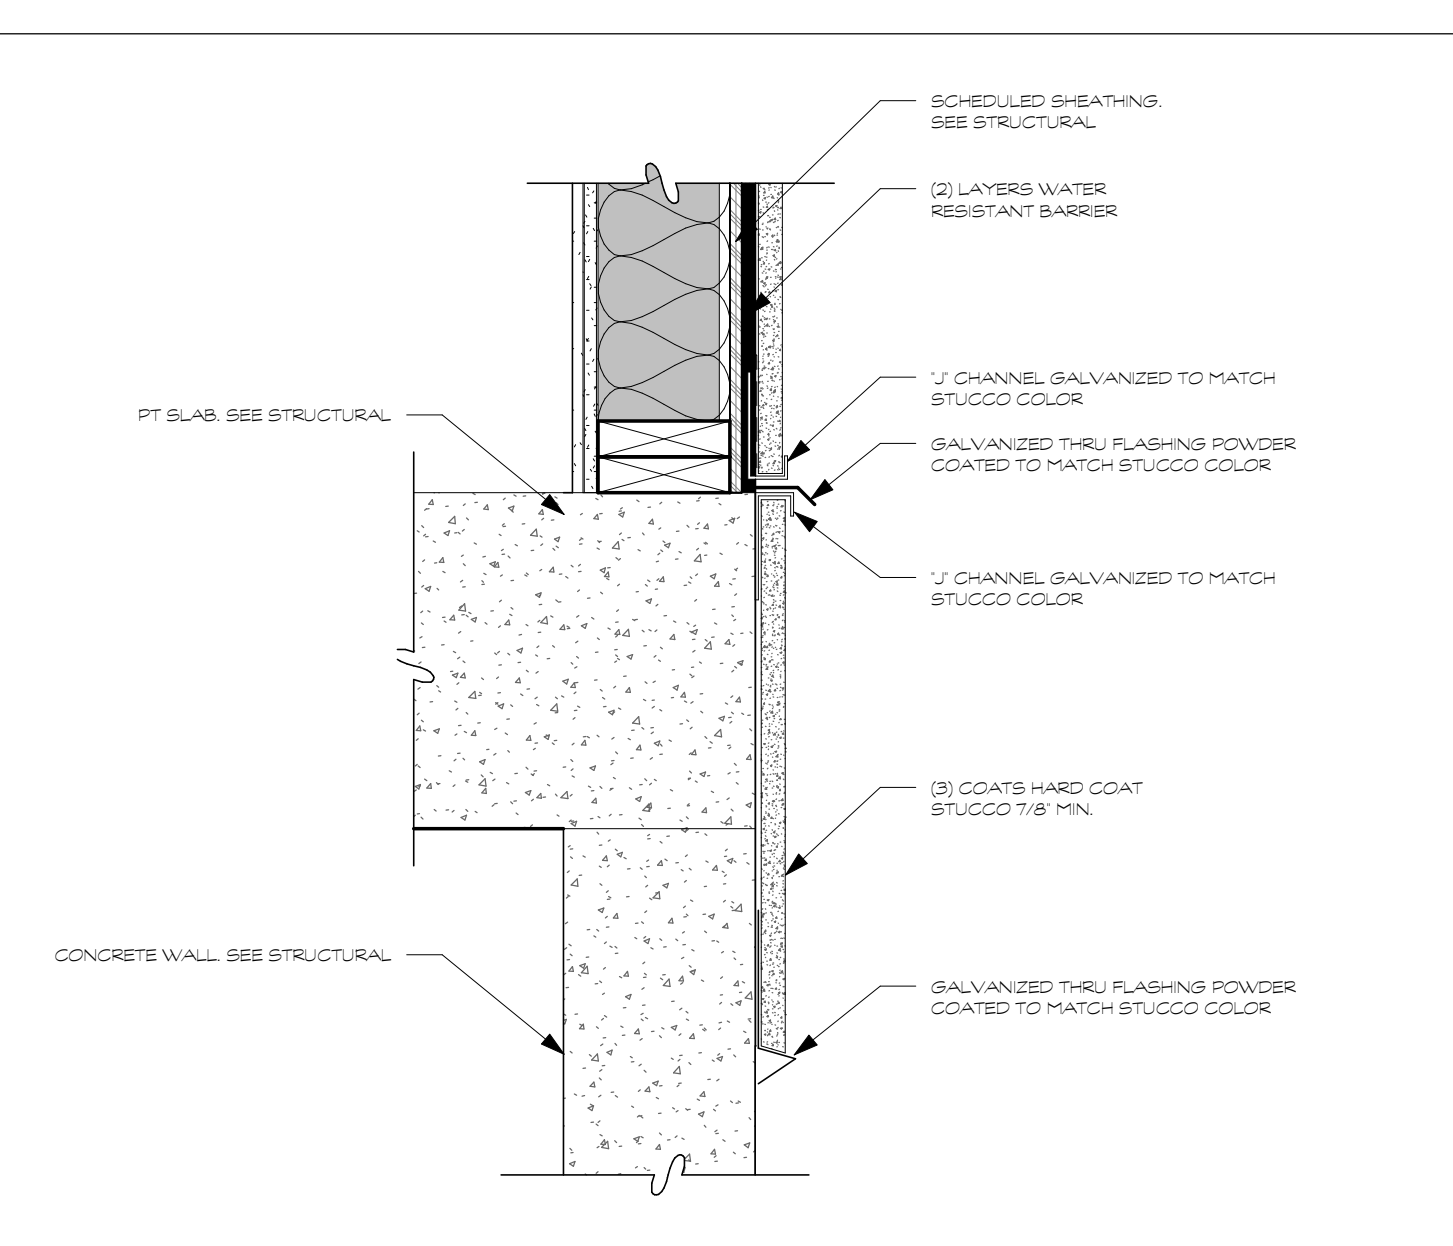 SCHEDULED SHEATHING.
SEE STRUCTURAL
(2) LAYERS WATER
RESISTANT BARRIER
"J" CHANNEL GALVANIZED TO MATCH
STUCCO COLOR
PT SLAB. SEE STRUCTURAL
GALVANIZED THRU FLASHING POWDER
COATED TO MATCH STUCCO COLOR
"J" CHANNEL GALVANIZED TO MATCH
STUCCO COLOR
(3) COATS HARD COAT
STUCCO 7/8" MIN.
CONCRETE WALL. SEE STRUCTURAL
GALVANIZED THRU FLASHING POWDER
COATED TO MATCH STUCCO COLOR